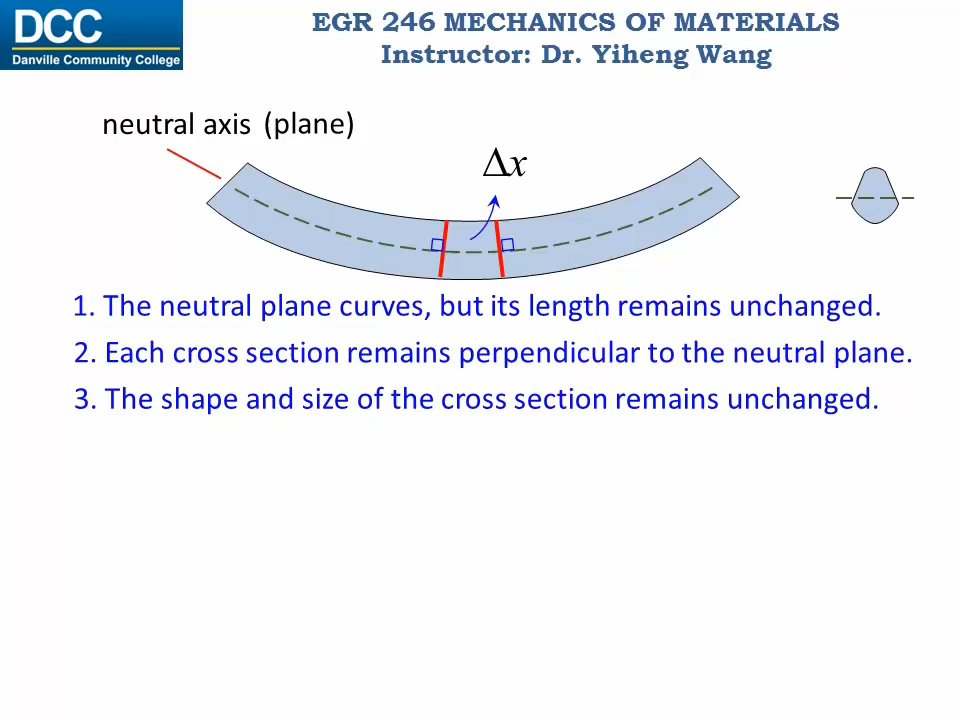 DCC
Danville Community College
EGR 246 MECHANICS OF MATERIALS
Instructor: Dr. Yiheng Wang
neutral axis (plane)
Δx
1. The neutral plane curves, but its length remains unchanged.
2. Each cross section remains perpendicular to the neutral plane.
3. The shape and size of the cross section remains unchanged.